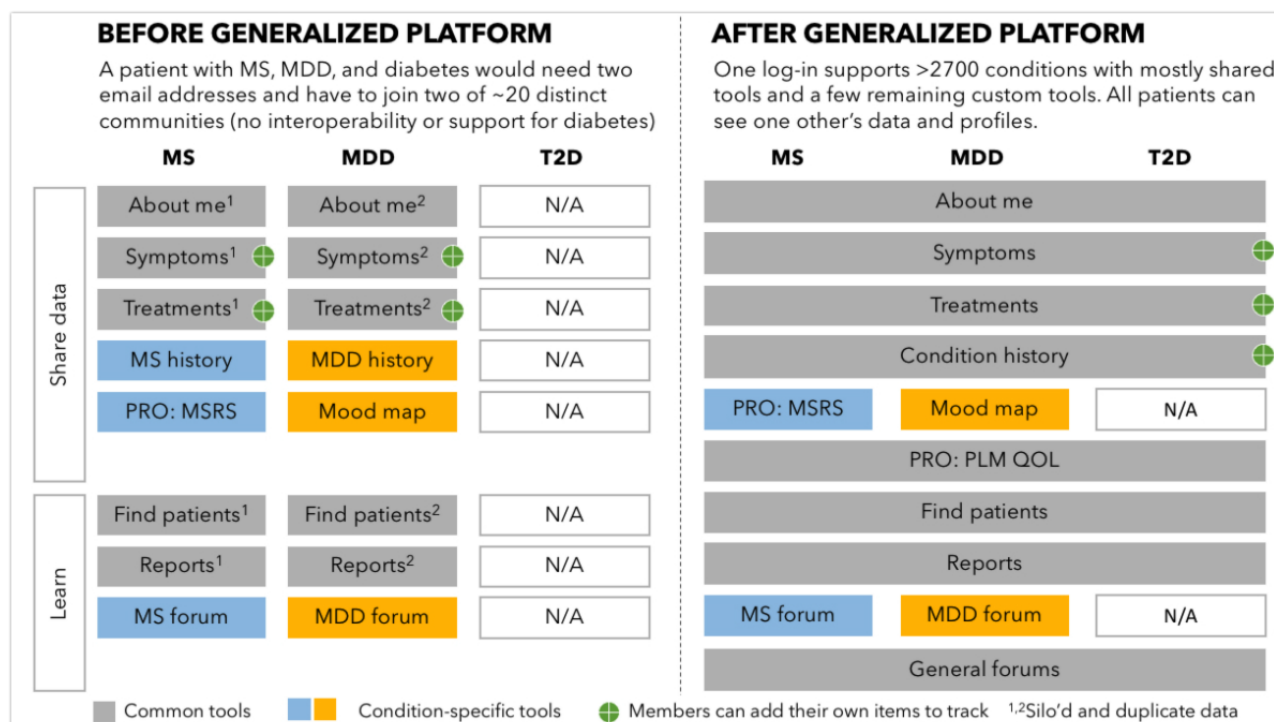 BEFORE GENERALIZED PLATFORM
A patient with MS, MDD, and diabetes would need two
email addresses and have to join two of ~20 distinct
communities (no interoperability or support for diabetes)
MS MDD T2D
Share data
About me¹ About me² N/A
Symptoms¹ Symptoms² N/A
Treatments¹ Treatments² N/A
MS history MDD history N/A
PRO: MSRS Mood map N/A
Learn
Find patients¹ Find patients² N/A
Reports¹ Reports² N/A
MS forum MDD forum N/A
AFTER GENERALIZED PLATFORM
One log-in supports >2700 conditions with mostly shared
tools and a few remaining custom tools. All patients can
see one other’s data and profiles.
MS MDD T2D
About me
Symptoms
Treatments
Condition history
PRO: MSRS Mood map N/A
PRO: PLM QOL
Find patients
Reports
MS forum MDD forum N/A
General forums
Common tools Condition-specific tools Members can add their own items to track ¹,²Silo’d and duplicate data